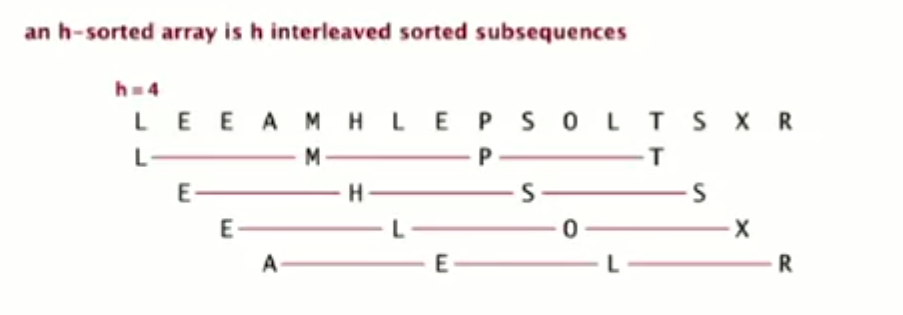 an h-sorted array is h interleaved sorted subsequences
h=4
L E E A M H L E P S O L T S X R
L M P T
E H S S
E L O X
A E L R